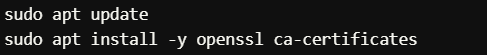 sudo apt update
sudo apt install -y openssl ca-certificates